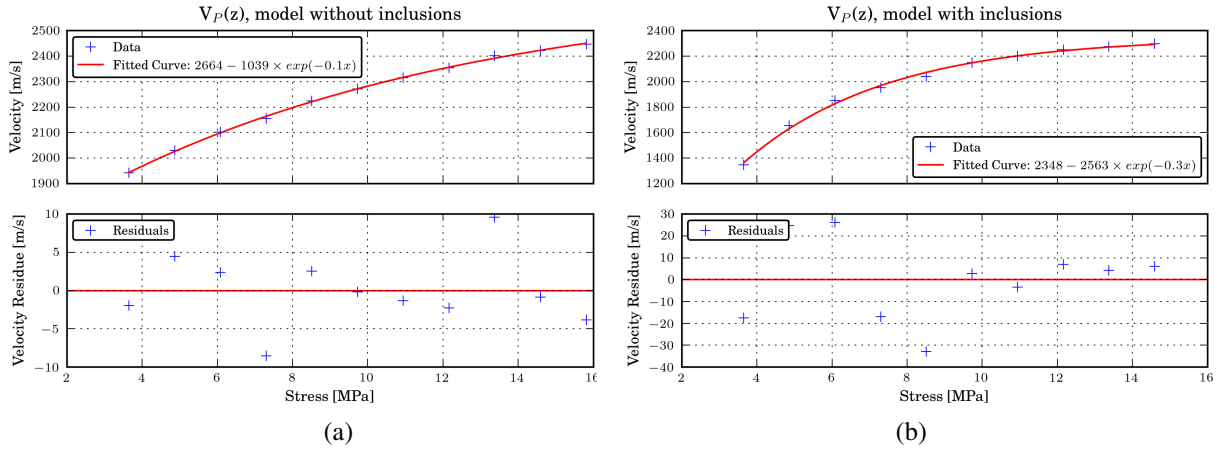 V_P(z), model without inclusions
2500
2400
2300
2200
2100
2000
1900
Velocity [m/s]
Data
Fitted Curve: 2664 − 1039 × exp(−0.1x)
10
5
0
−5
−10
Velocity Residue [m/s]
Residuals
2 4 6 8 10 12 14 16
Stress [MPa]
(a)
V_P(z), model with inclusions
2400
2200
2000
1800
1600
1400
1200
Velocity [m/s]
Data
Fitted Curve: 2348 − 2563 × exp(−0.3x)
30
20
10
0
−10
−20
−30
−40
Velocity Residue [m/s]
Residuals
2 4 6 8 10 12 14 16
Stress [MPa]
(b)